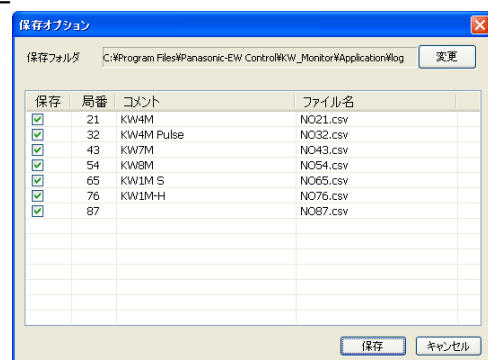 保存オプション
保存フォルダ C:¥Program Files¥Panasonic-EW Control¥KW_Monitor¥Application¥log 変更
保存 局番 コメント ファイル名
21 KW4M NO21.csv
32 KW4M Pulse NO32.csv
43 KW7M NO43.csv
54 KW8M NO54.csv
65 KW1M S NO65.csv
76 KW1M-H NO76.csv
87 NO87.csv
保存 キャンセル